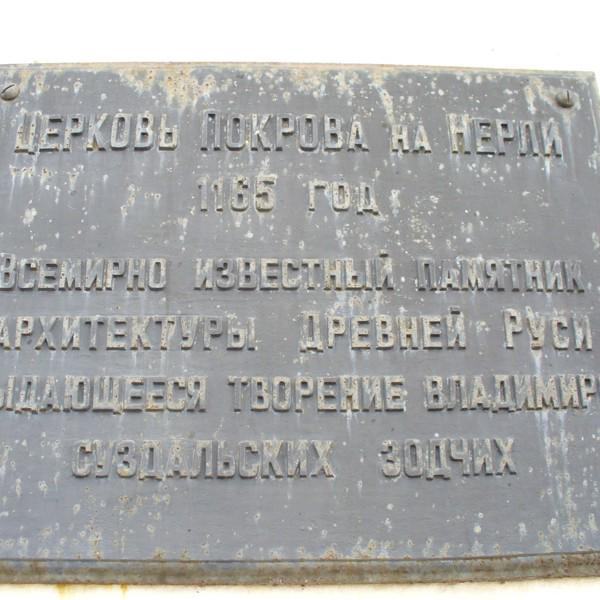 Церковь Покрова на Нерли
1165 год
Всемирно известный памятник
архитектуры Древней Руси
ыдающееся творение владимир
суздальских зодчих